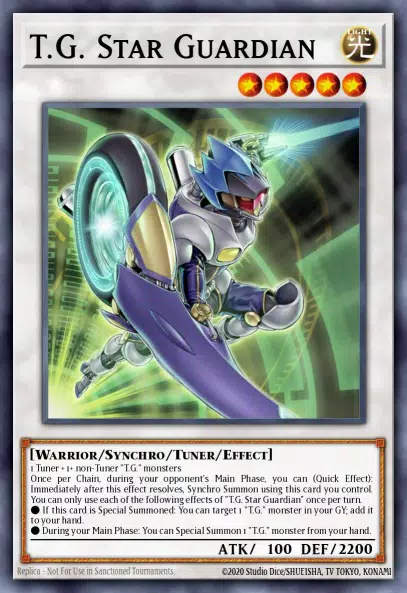 T.G. Star Guardian
LIGHT
光
[Warrior/Synchro/Tuner/Effect]
1 Tuner + 1+ non-Tuner "T.G." monsters
Once per Chain, during your opponent's Main Phase, you can (Quick Effect):
Immediately after this effect resolves, Synchro Summon using this card you control.
You can only use each of the following effects of "T.G. Star Guardian" once per turn.
● If this card is Special Summoned: You can target 1 "T.G." monster in your GY; add it
to your hand.
● During your Main Phase: You can Special Summon 1 "T.G." monster from your hand.
ATK/ 100 DEF/2200
Replica - Not For Use in Sanctioned Tournaments
©2020 Studio Dice/SHUEISHA, TV TOKYO, KONAMI